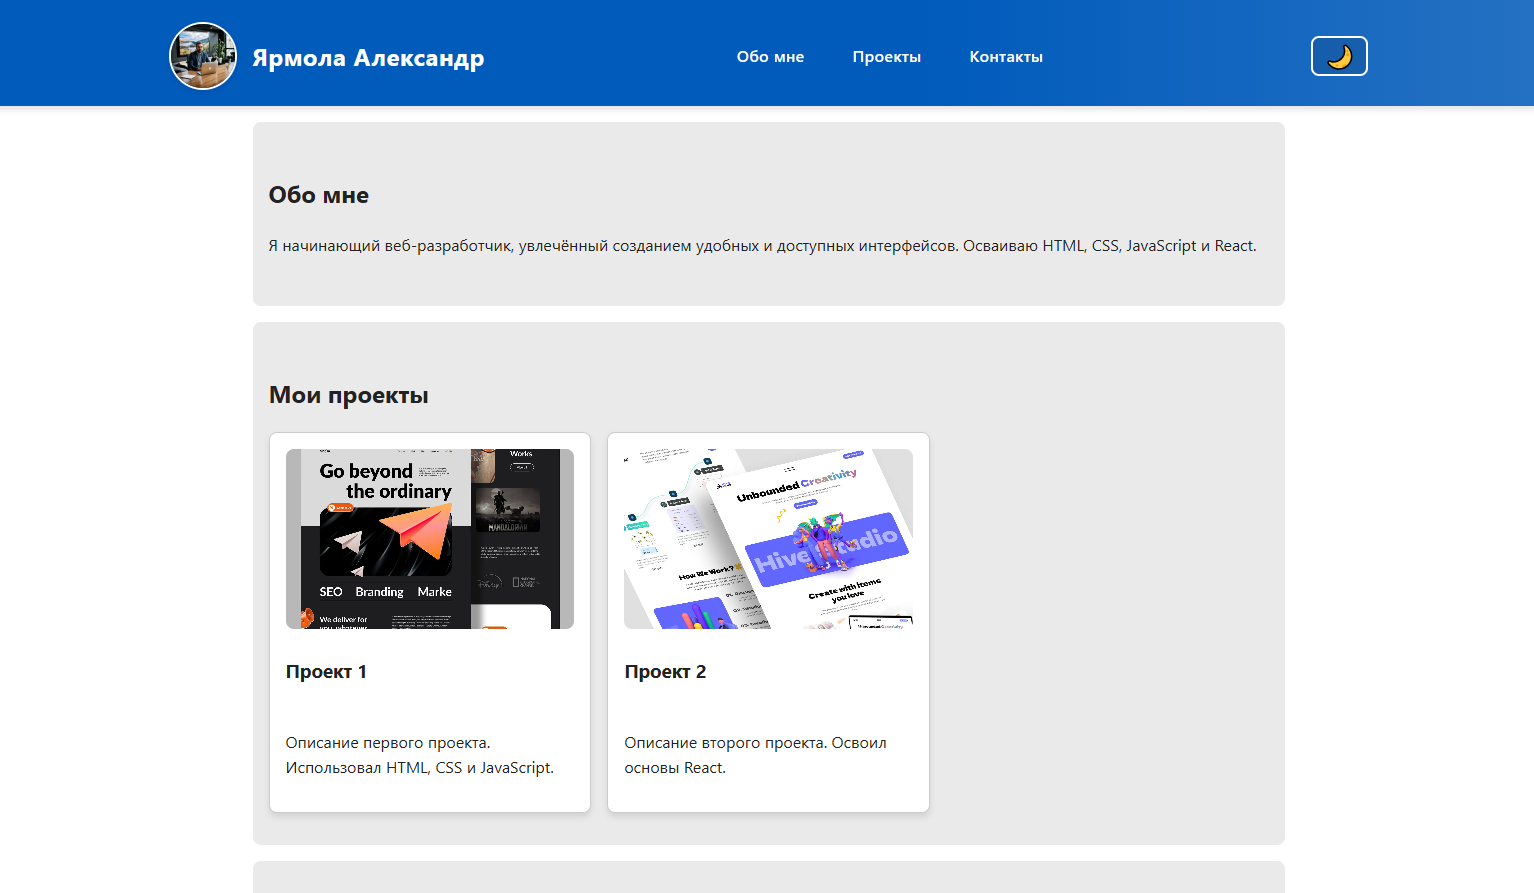 Ярмола Александр
Обо мне
Проекты
Контакты
Обо мне
Я начинающий веб-разработчик, увлечённый созданием удобных и доступных интерфейсов. Осваиваю HTML, CSS, JavaScript и React.
Мои проекты
Go beyond
the ordinary
SEO Branding Marke
We deliver for
you, whatever
Works
MANDALORIAN
Unbounded Creativity
Hive Studio
How We Work?
Create with items
you love
Проект 1
Описание первого проекта.
Использовал HTML, CSS и JavaScript.
Проект 2
Описание второго проекта. Освоил
основы React.